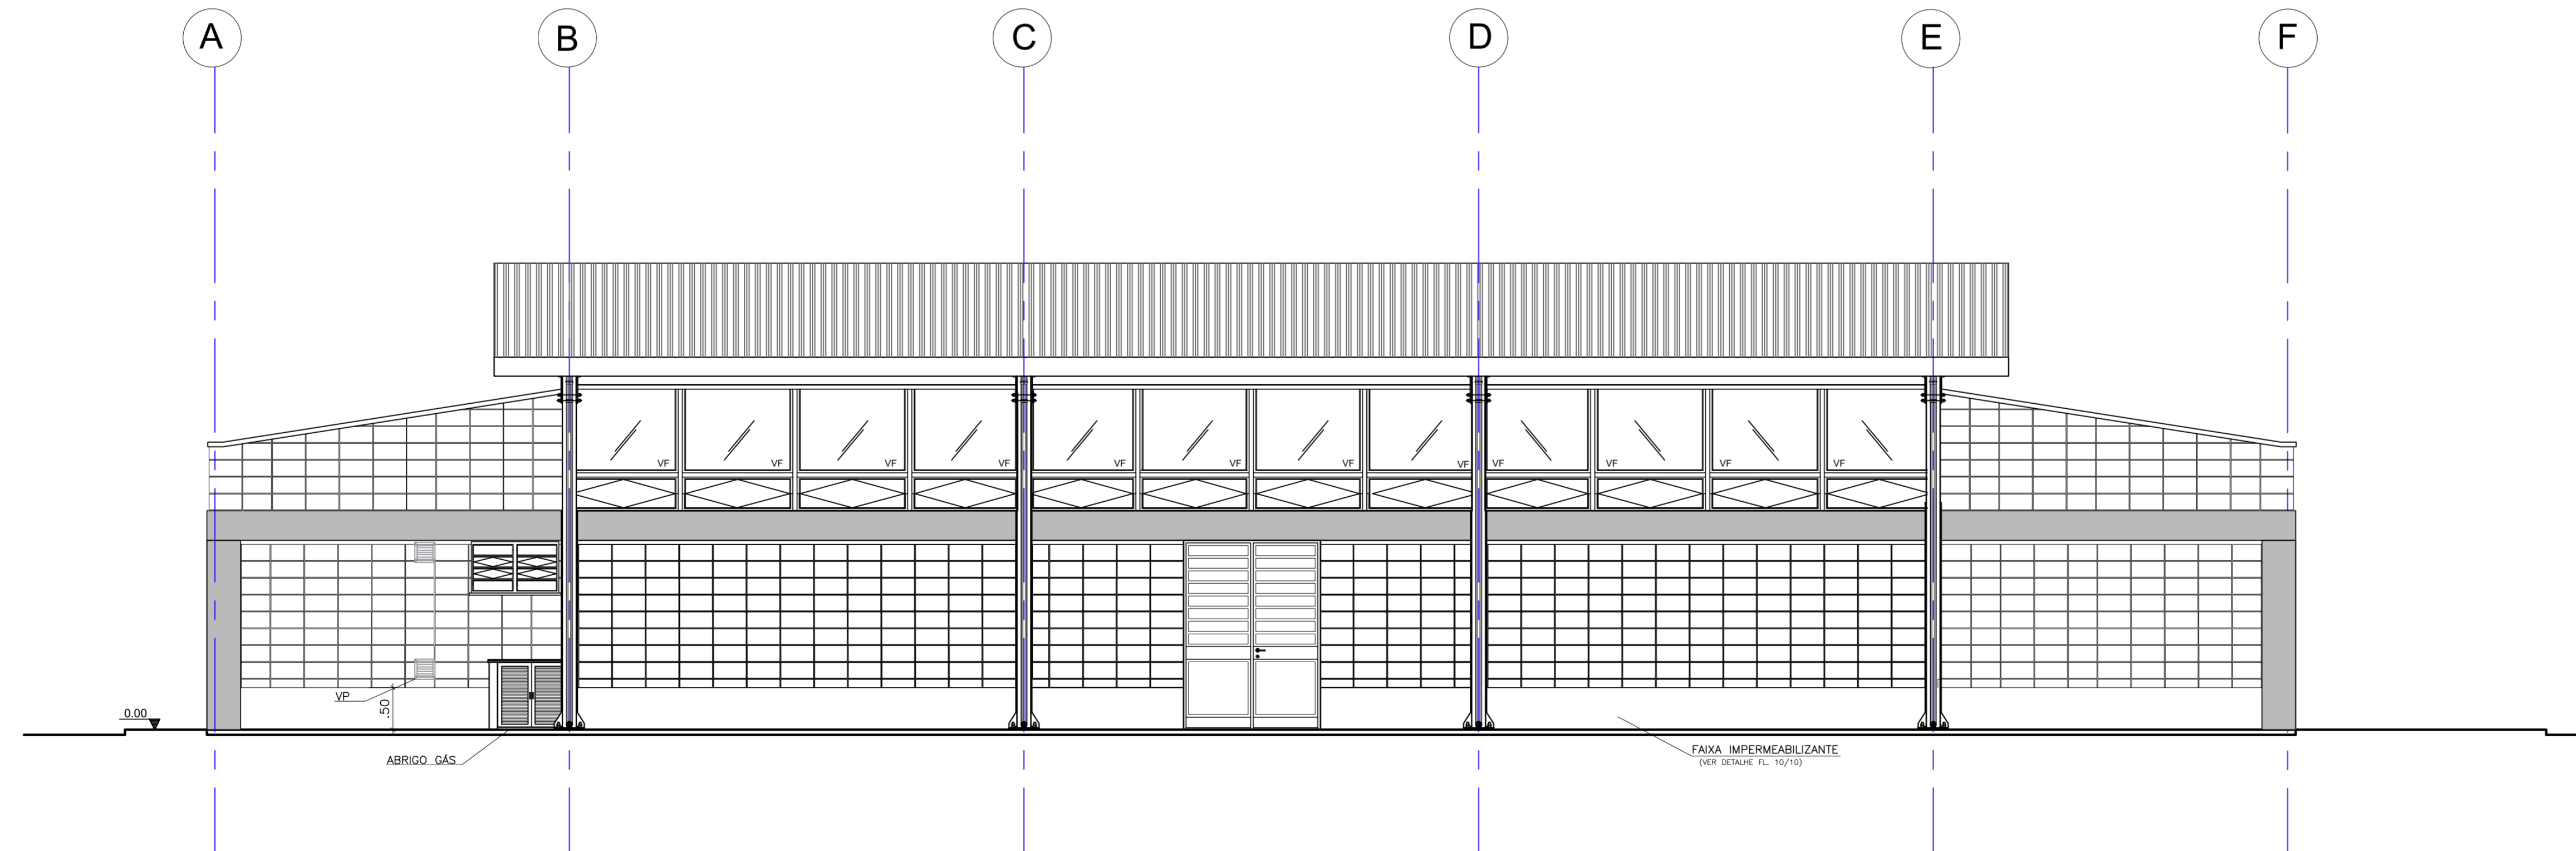 A B C D E F
VF VF VF VF VF VF VF VF VF VF VF VF
VP
.50
0.00
ABRIGO GÁS
FAIXA IMPERMEABILIZANTE
(VER DETALHE FL. 10/10)